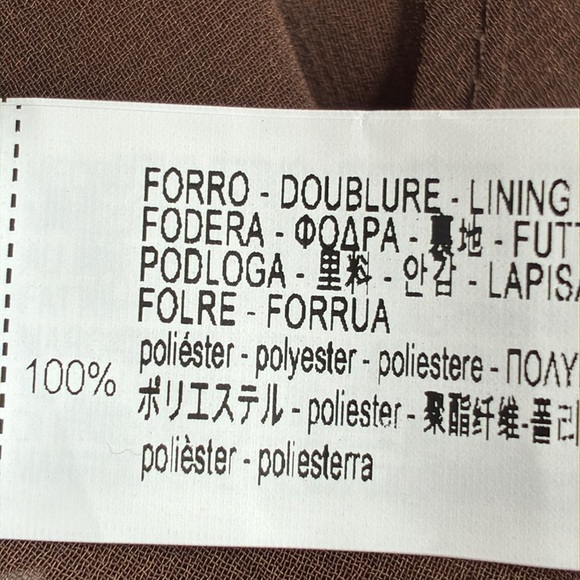 FORRO - DOUBLURE - LINING
FODERA - ΦΟΔΡΑ - 裏地 - FUTT
PODLOGA - 里料 - 안감 - LAPISA
FOLRE - FORRUA
poliéster - polyester - poliestere - ΠΟΛΥ
100% ポリエステル - poliester - 聚酯纤维-폴리
polièster - poliesterra